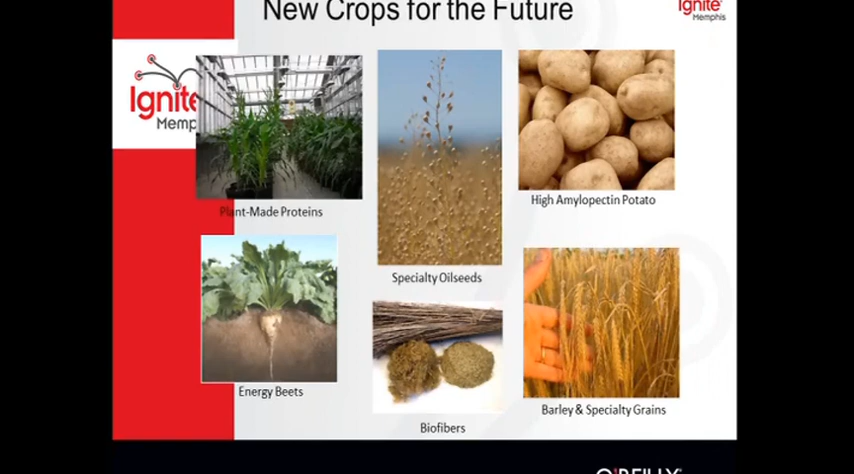 New Crops for the Future
Ignite
Memphis
Ignite
Memp
Plant-Made Proteins
High Amylopectin Potato
Specialty Oilseeds
Energy Beets
Barley & Specialty Grains
Biofibers
O'REILLY